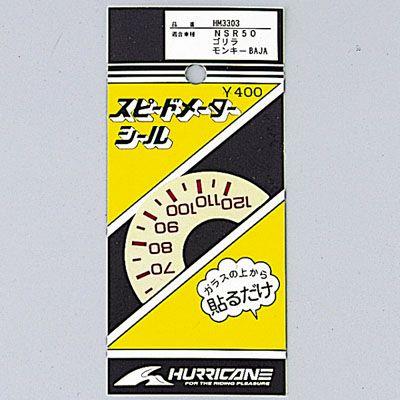 品番 HM3303
適合車種 NSR50
ゴリラ
モンキーBAJA
Y400
スピードメーター
シール
70 80 90 100 110 120
ガラスの上から
貼るだけ
HURRICANE
FOR THE RIDING PLEASURE